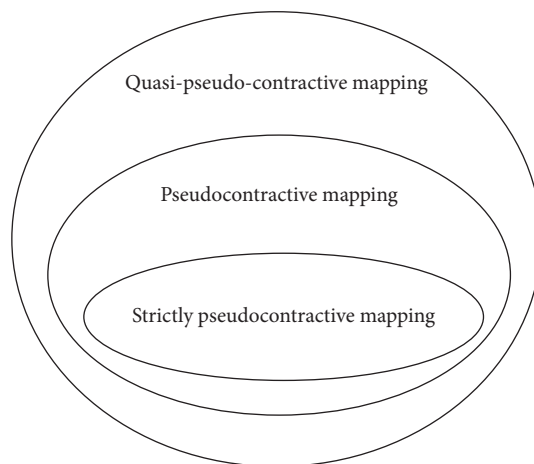 Quasi-pseudo-contractive mapping
Pseudocontractive mapping
Strictly pseudocontractive mapping